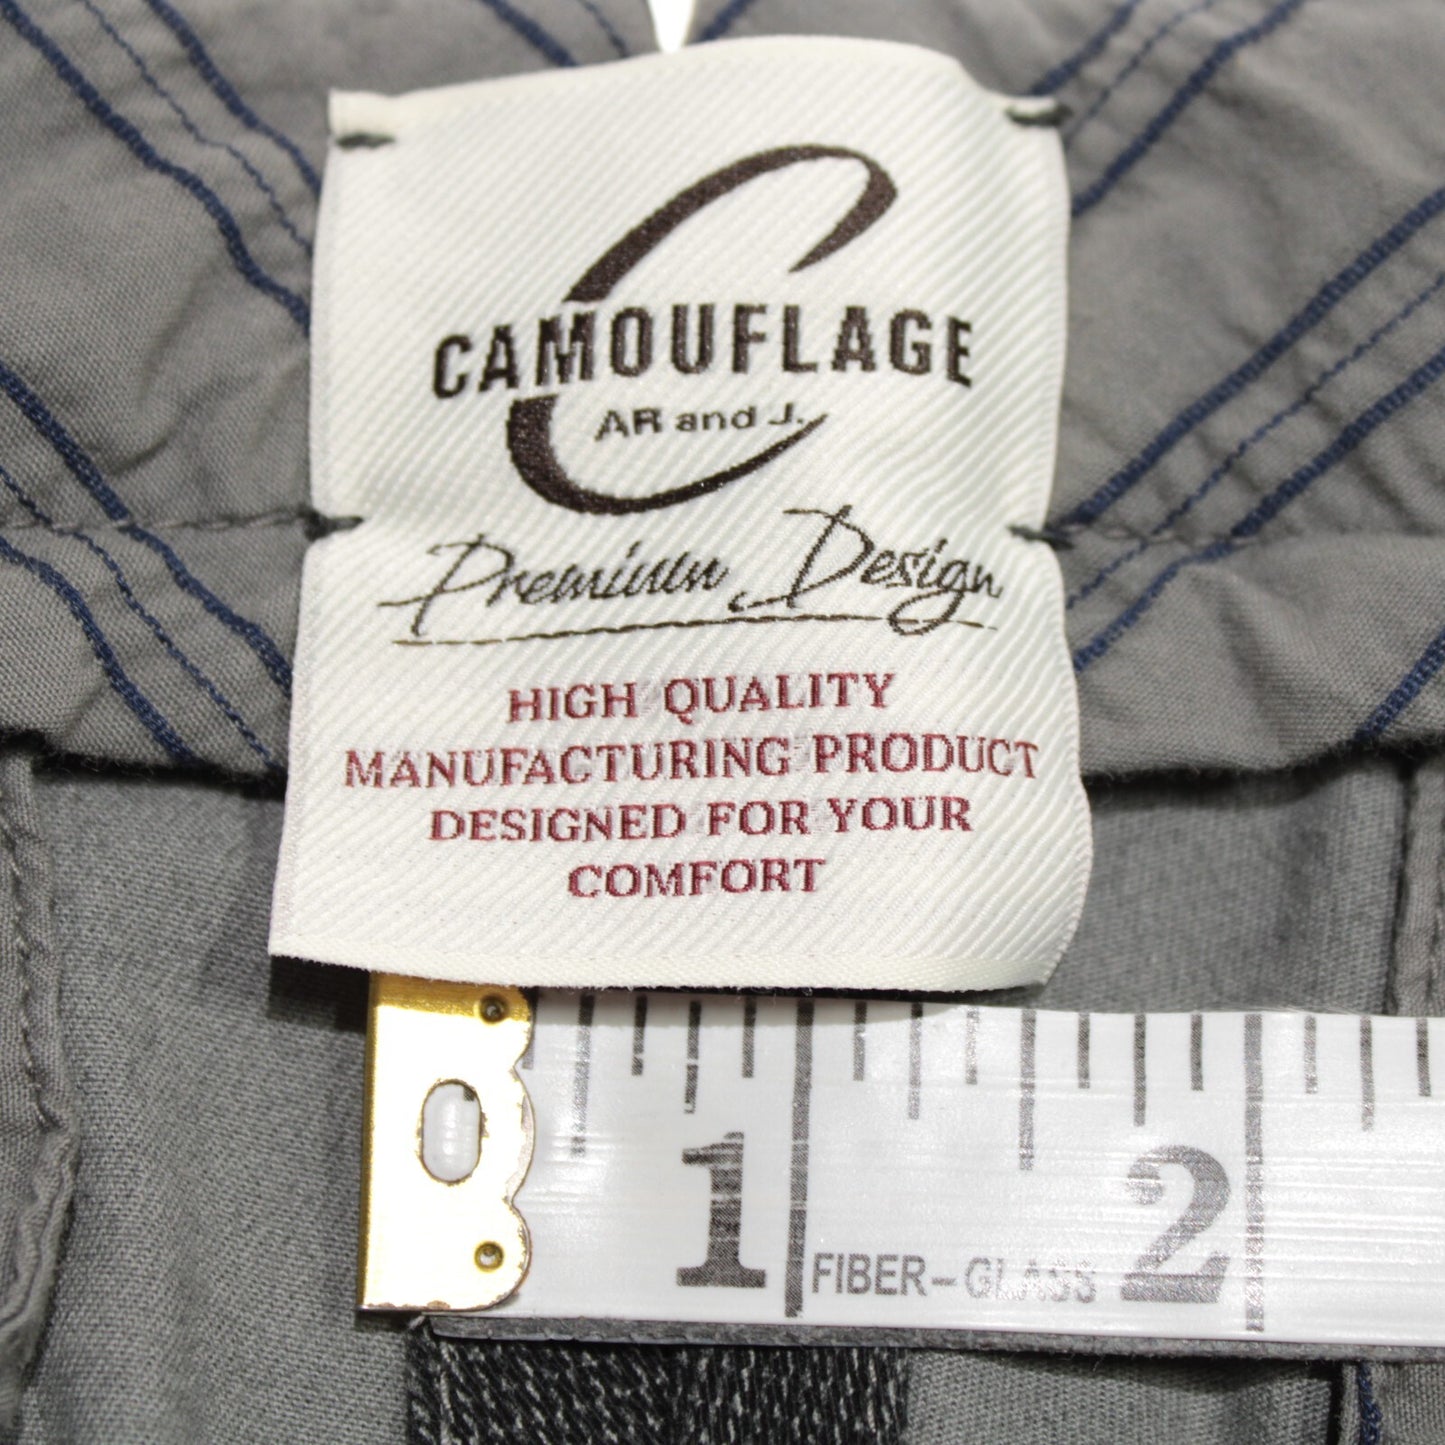 CAMOUFLAGE
AR and J.
Premium Design
HIGH QUALITY
MANUFACTURING PRODUCT
DESIGNED FOR YOUR
COMFORT
1 FIBER-GLASS 2